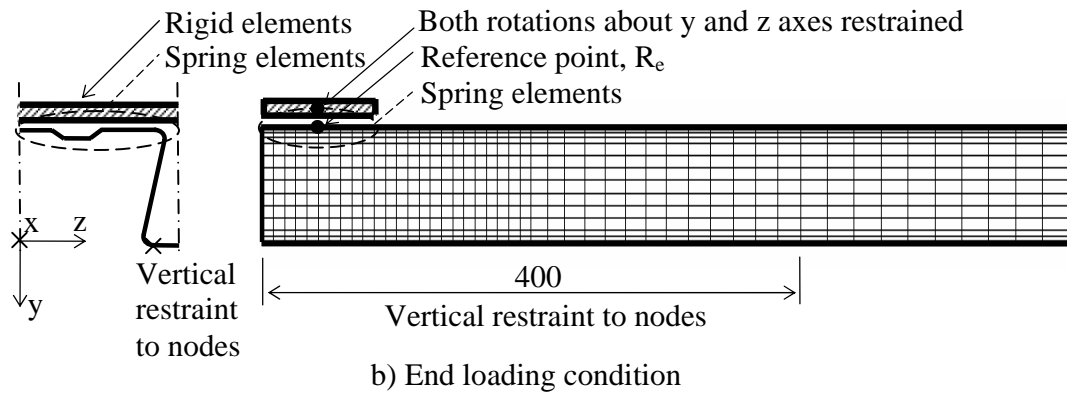 Rigid elements
Spring elements
Both rotations about y and z axes restrained
Reference point, Re
Spring elements
x
z
y
Vertical
restraint
to nodes
400
Vertical restraint to nodes
b) End loading condition